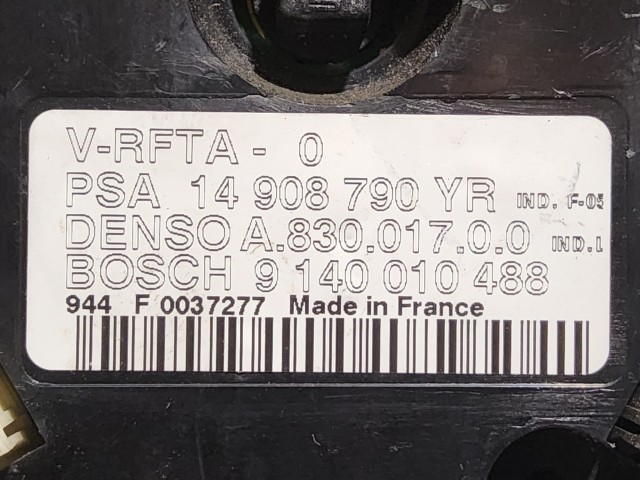 V-RFTA - 0
PSA 14 908 790 YR IND. F-05
DENSO A.830.017.0.0 IND.L
BOSCH 9 140 010 488
944 F 0037277 Made in France